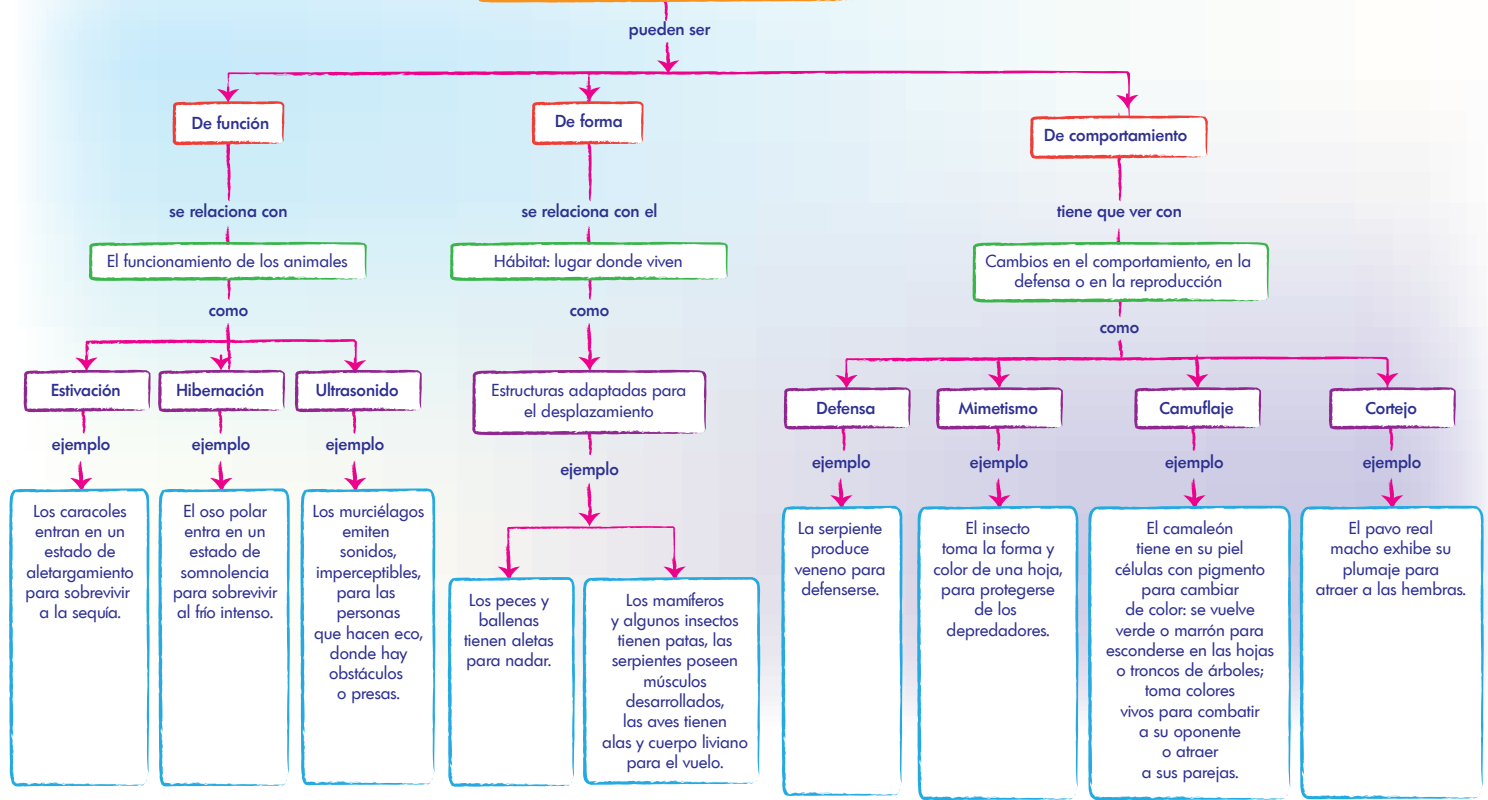 pueden ser
De función
De forma
De comportamiento
se relaciona con
se relaciona con el
tiene que ver con
El funcionamiento de los animales
Hábitat: lugar donde viven
Cambios en el comportamiento, en la
defensa o en la reproducción
como
como
como
Estivación
Hibernación
Ultrasonido
Estructuras adaptadas para
el desplazamiento
Defensa
Mimetismo
Camuflaje
Cortejo
ejemplo
ejemplo
ejemplo
ejemplo
ejemplo
ejemplo
ejemplo
ejemplo
Los caracoles
entran en un
estado de
aletargamiento
para sobrevivir
a la sequía.
El oso polar
entra en un
estado de
somnolencia
para sobrevivir
al frío intenso.
Los murciélagos
emiten
sonidos,
imperceptibles,
para las
personas
que hacen eco,
donde hay
obstáculos
o presas.
Los peces y
ballenas
tienen aletas
para nadar.
Los mamíferos
y algunos insectos
tienen patas, las
serpientes poseen
músculos
desarrollados,
las aves tienen
alas y cuerpo liviano
para el vuelo.
La serpiente
produce
veneno para
defenserse.
El insecto
toma la forma y
color de una hoja,
para protegerse
de los
depredadores.
El camaleón
tiene en su piel
células con pigmento
para cambiar
de color: se vuelve
verde o marrón para
esconderse en las hojas
o troncos de árboles;
toma colores
vivos para combatir
a su oponente
o atraer
a sus parejas.
El pavo real
macho exhibe su
plumaje para
atraer a las hembras.